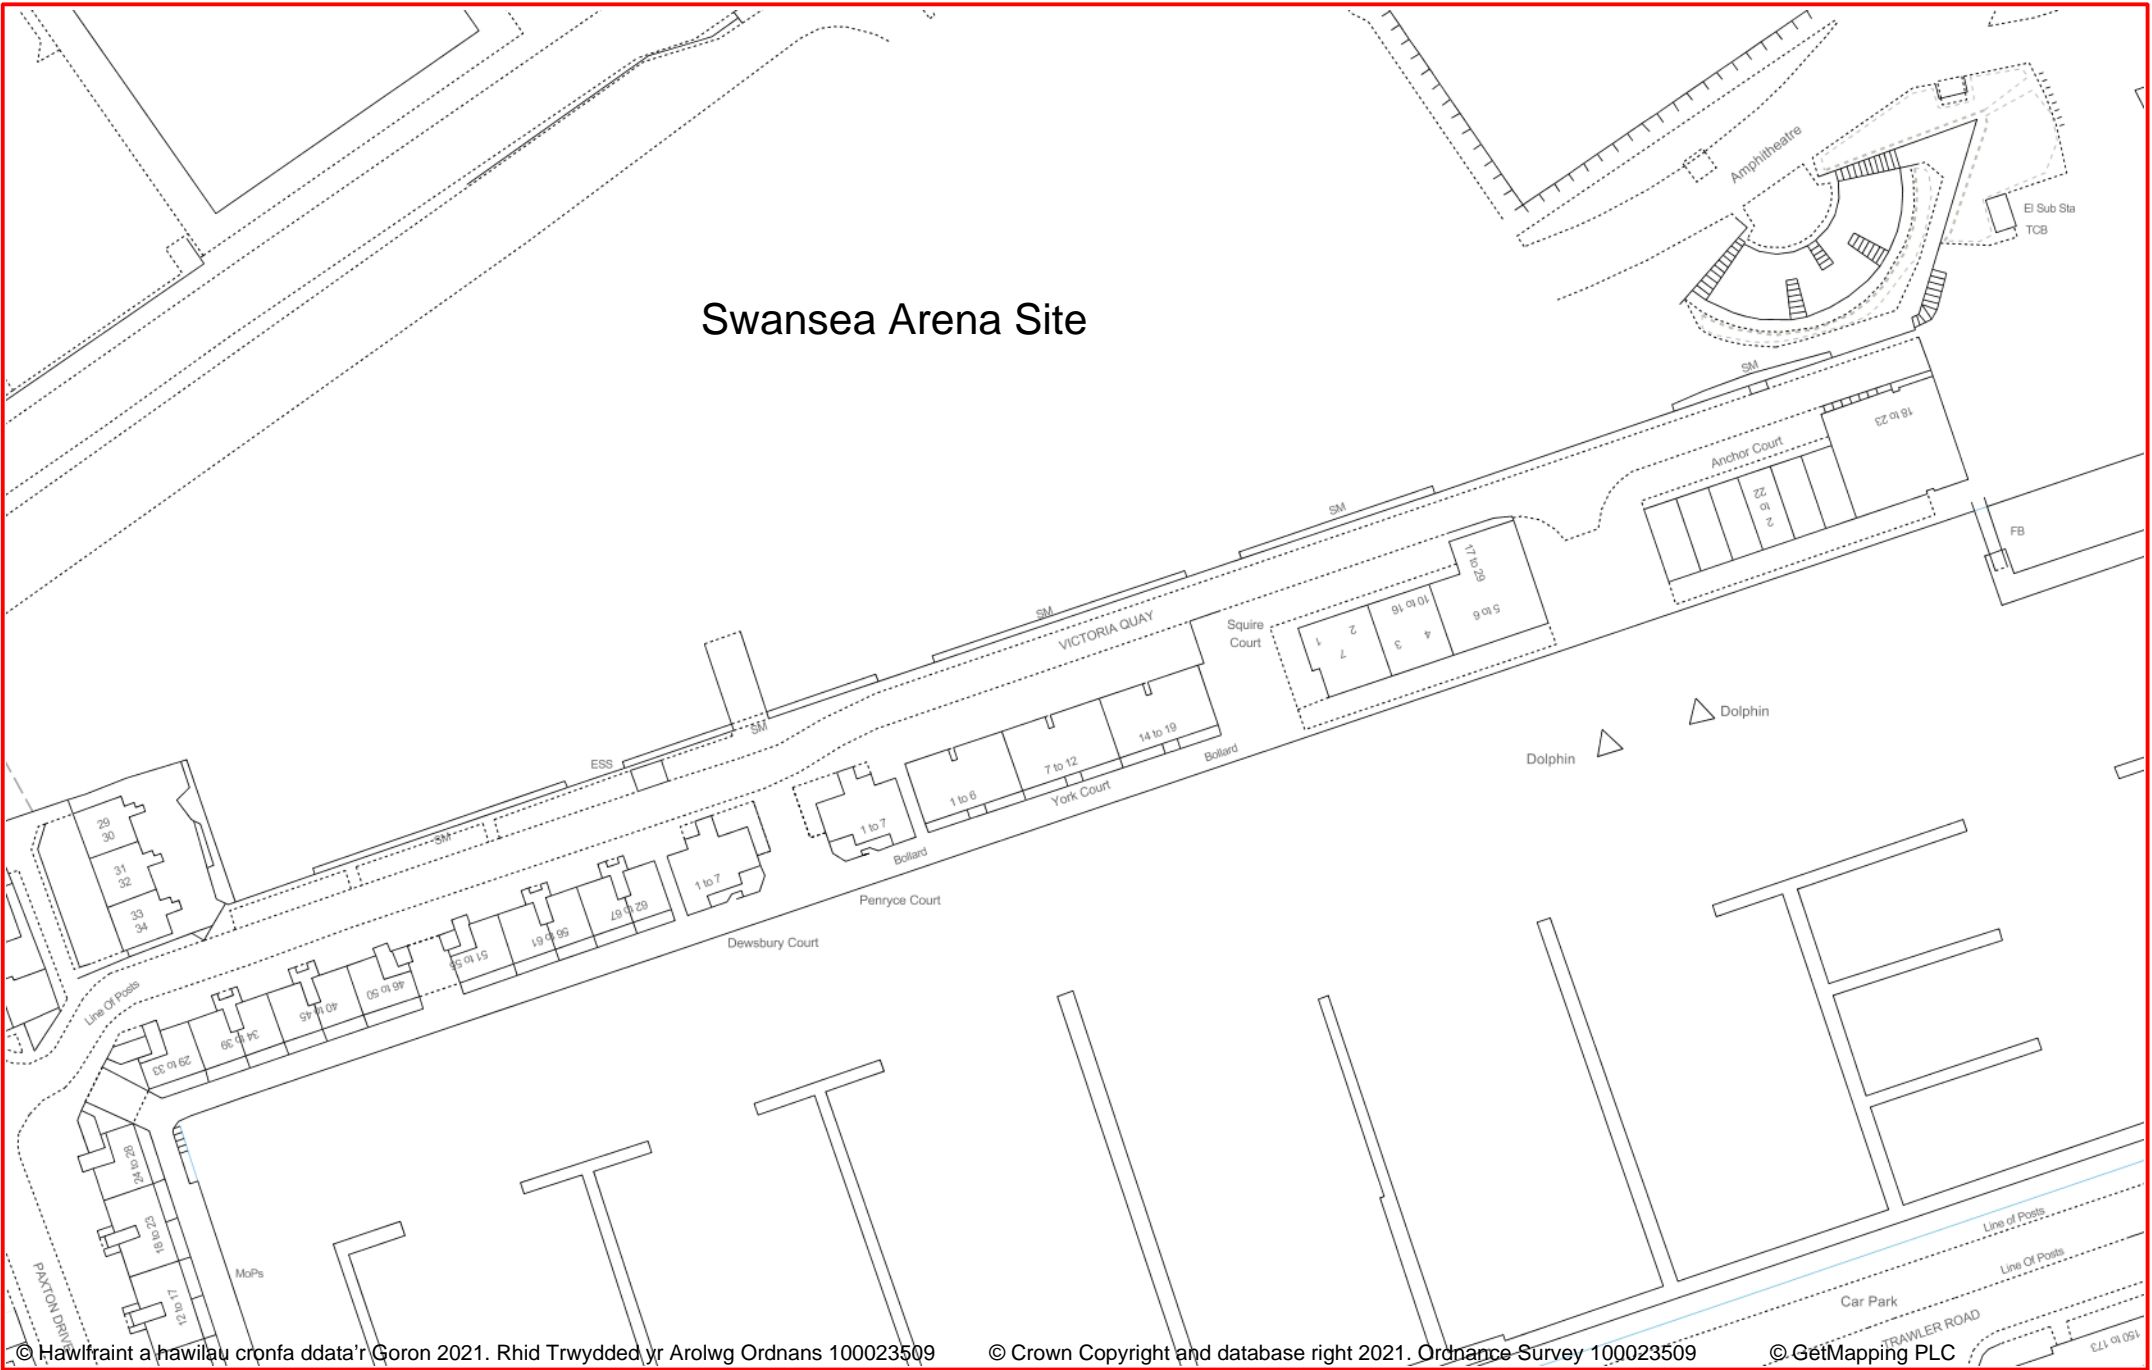 Amphitheatre
El Sub Sta
TCB
Swansea Arena Site
SM
18 to 23
Anchor Court
2 to 22
SM
FB
17 to 29
SM
VICTORIA QUAY
Squire
Court
10 to 16
5 to 6
1
2
7
3
4
Dolphin
Dolphin
SM
14 to 19
Bollard
ESS
7 to 12
York Court
1 to 6
29
30
1 to 7
SM
Bollard
31
32
1 to 7
Penryce Court
33
34
62 to 67
Dewsbury Court
56 to 61
51 to 55
Line Of Posts
46 to 50
40 to 45
34 to 39
29 to 33
24 to 28
18 to 23
Line of Posts
MoPs
Line Of Posts
PAXTON DRIVE
12 to 17
Car Park
TRAWLER ROAD
150 to 173
© Hawlfraint a hawliau cronfa ddata'r Goron 2021. Rhid Trwydded yr Arolwg Ordnans 100023509
© Crown Copyright and database right 2021. Ordnance Survey 100023509
© GetMapping PLC